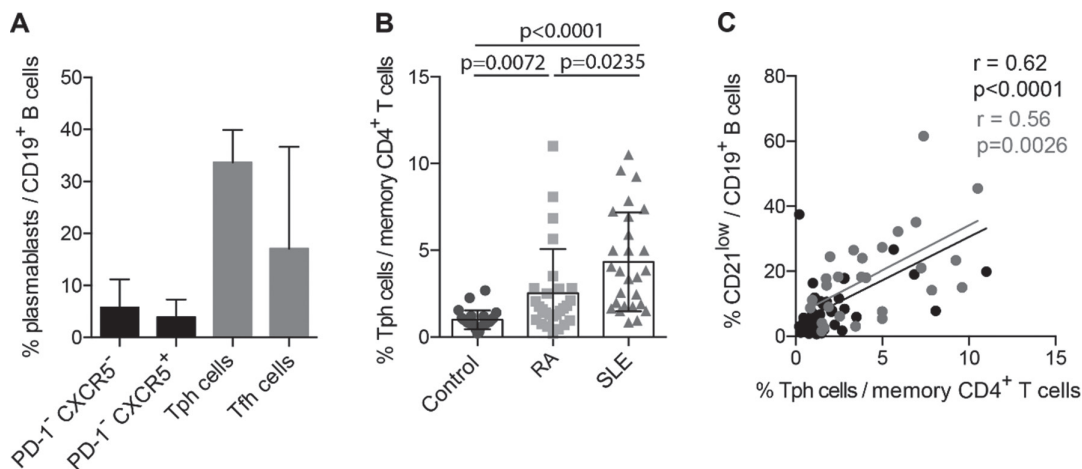 A
% plasmablasts / CD19+ B cells
50
40
30
20
10
0
PD-1- CXCR5-
PD-1- CXCR5+
Tph cells
Tfh cells
B
p<0.0001
p=0.0072
p=0.0235
% Tph cells / memory CD4+ T cells
15
10
5
0
Control
RA
SLE
C
r = 0.62
p<0.0001
r = 0.56
p=0.0026
% CD21low / CD19+ B cells
80
60
40
20
0
0
5
10
15
% Tph cells / memory CD4+ T cells